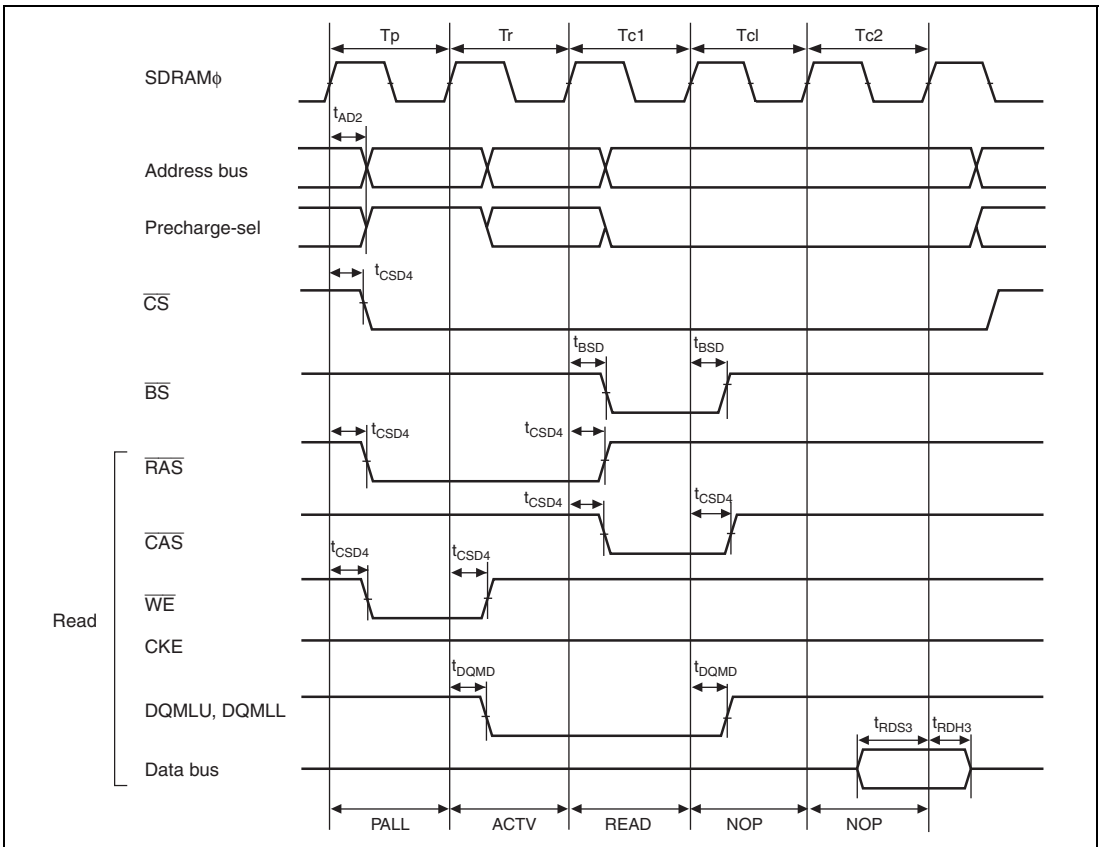 Tp Tr Tc1 Tcl Tc2
SDRAMϕ
tAD2
Address bus
Precharge-sel
tCSD4
CS
tBSD tBSD
BS
tCSD4 tCSD4
RAS
tCSD4 tCSD4
CAS
tCSD4 tCSD4
WE
Read
CKE
tDQMD tDQMD
DQMLU, DQMLL
tRDS3 tRDH3
Data bus
PALL ACTV READ NOP NOP